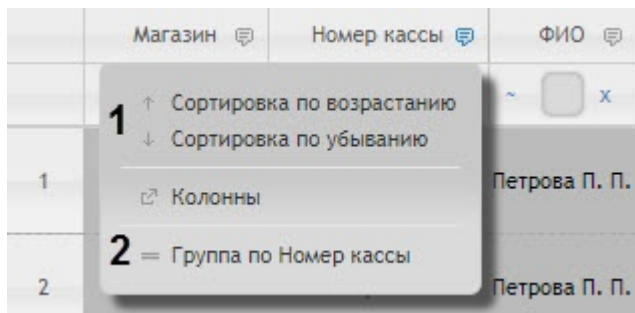 Магазин Номер кассы ФИО
~ x
1 ↑ Сортировка по возрастанию
↓ Сортировка по убыванию
1 Петрова П. П.
Колонны
2 = Группа по Номер кассы
2 Петрова П. П.